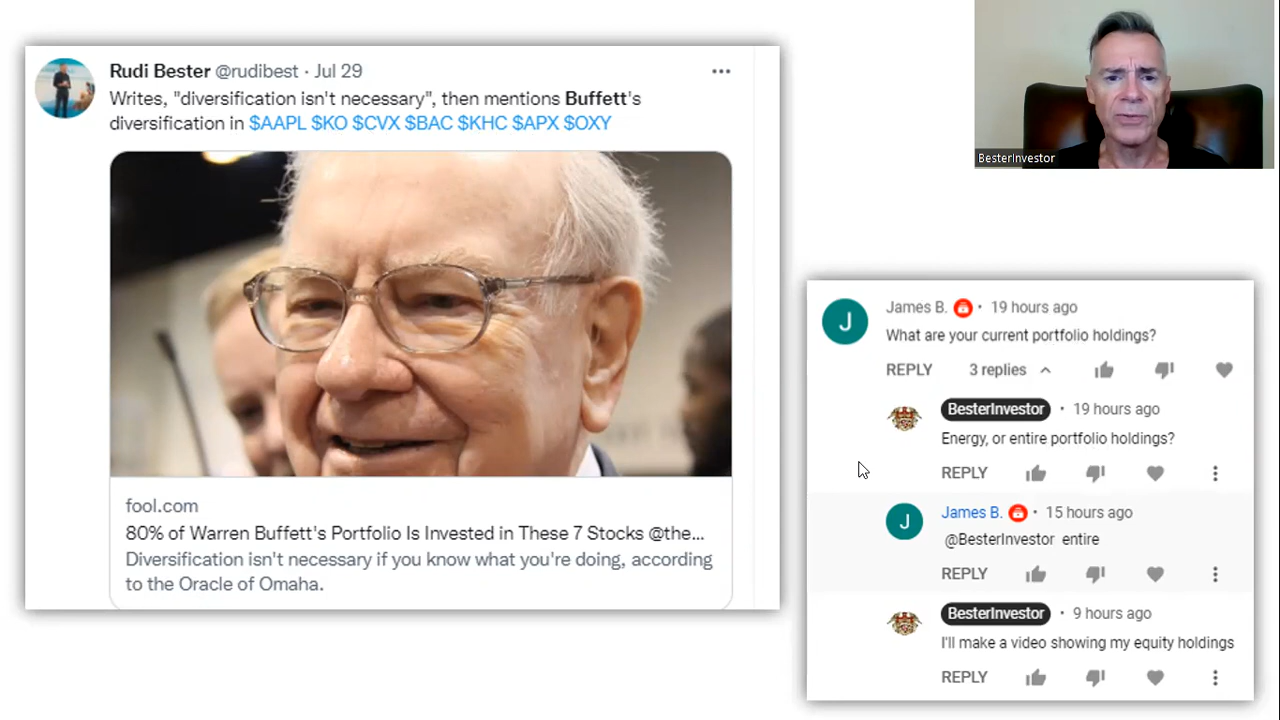 Rudi Bester @rudibest · Jul 29
Writes, "diversification isn't necessary", then mentions Buffett's
diversification in $AAPL $KO $CVX $BAC $KHC $APX $OXY
fool.com
80% of Warren Buffett's Portfolio Is Invested in These 7 Stocks @the...
Diversification isn't necessary if you know what you're doing, according
to the Oracle of Omaha.
BesterInvestor
J
James B. · 19 hours ago
What are your current portfolio holdings?
REPLY 3 replies
BesterInvestor · 19 hours ago
Energy, or entire portfolio holdings?
REPLY
J
James B. · 15 hours ago
@BesterInvestor entire
REPLY
BesterInvestor · 9 hours ago
I'll make a video showing my equity holdings
REPLY